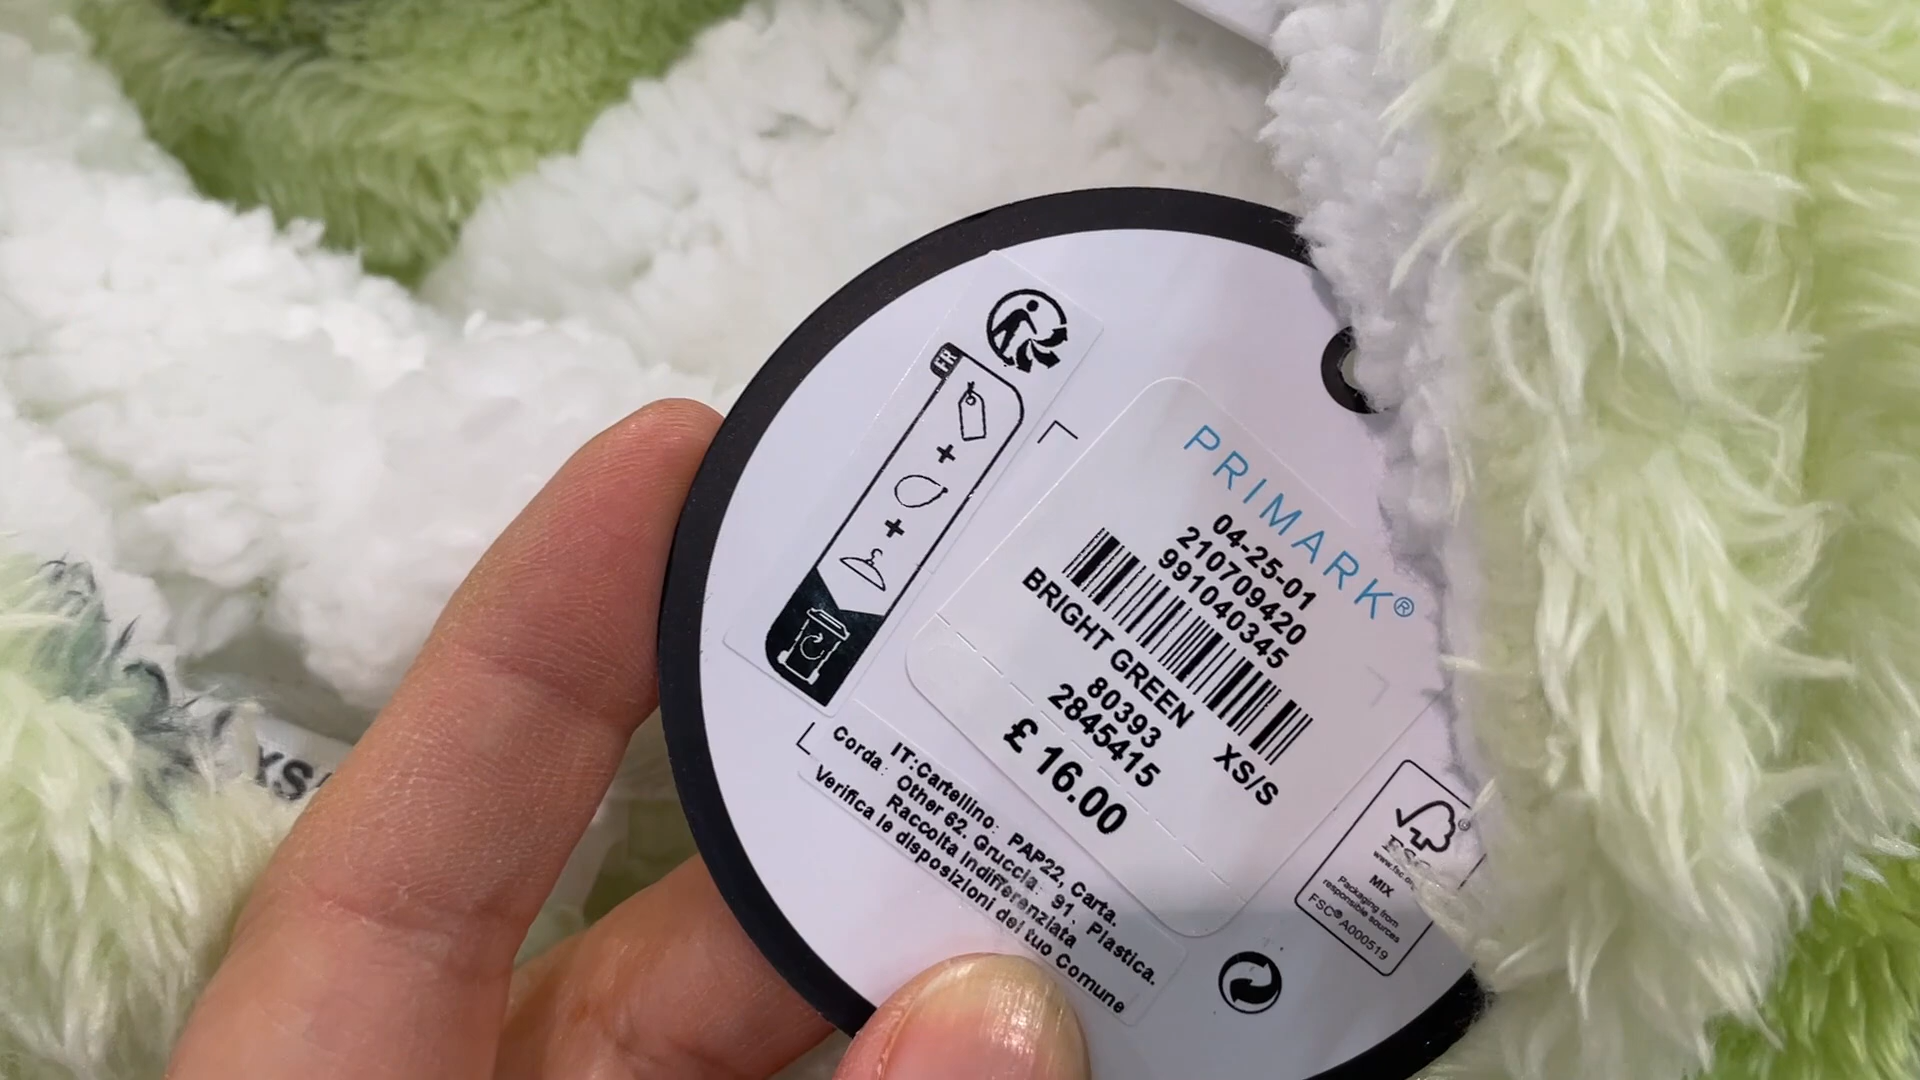 FR
PRIMARK®
04-25-01
210709420
991040345
BRIGHT GREEN XS/S
80393
2845415
£ 16.00
IT:Cartellino: PAP22, Carta.
Corda: Other 62. Gruccia: 91. Plastica.
Raccolta indifferenziata
Verifica le disposizioni del tuo Comune
FSC
MIX
Packaging from
responsible sources
FSC® A000519
XS/